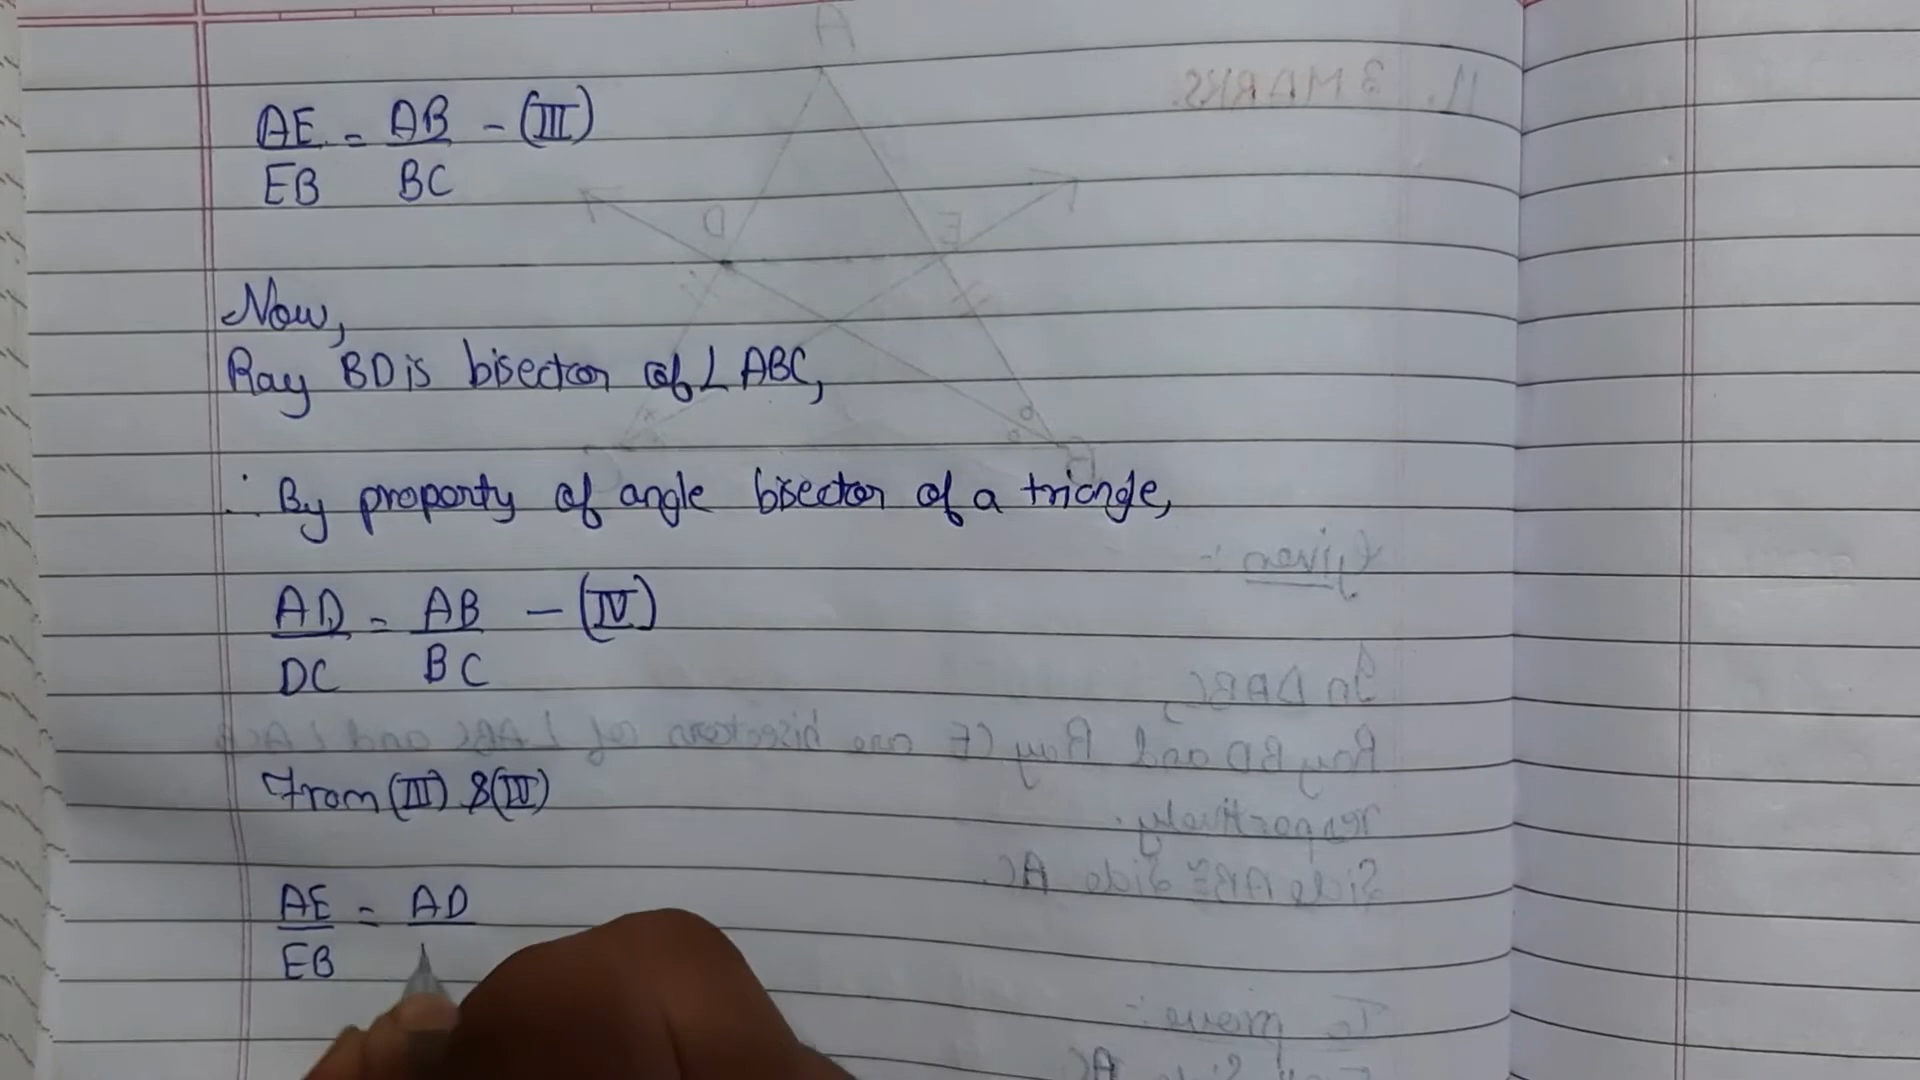 AE = AB - (III)
EB BC
Now,
Ray BD is bisector of ∠ABC,
∴ By property of angle bisector of a triangle,
AD = AB - (IV)
DC BC
From (III) & (IV)
AE = AD
EB